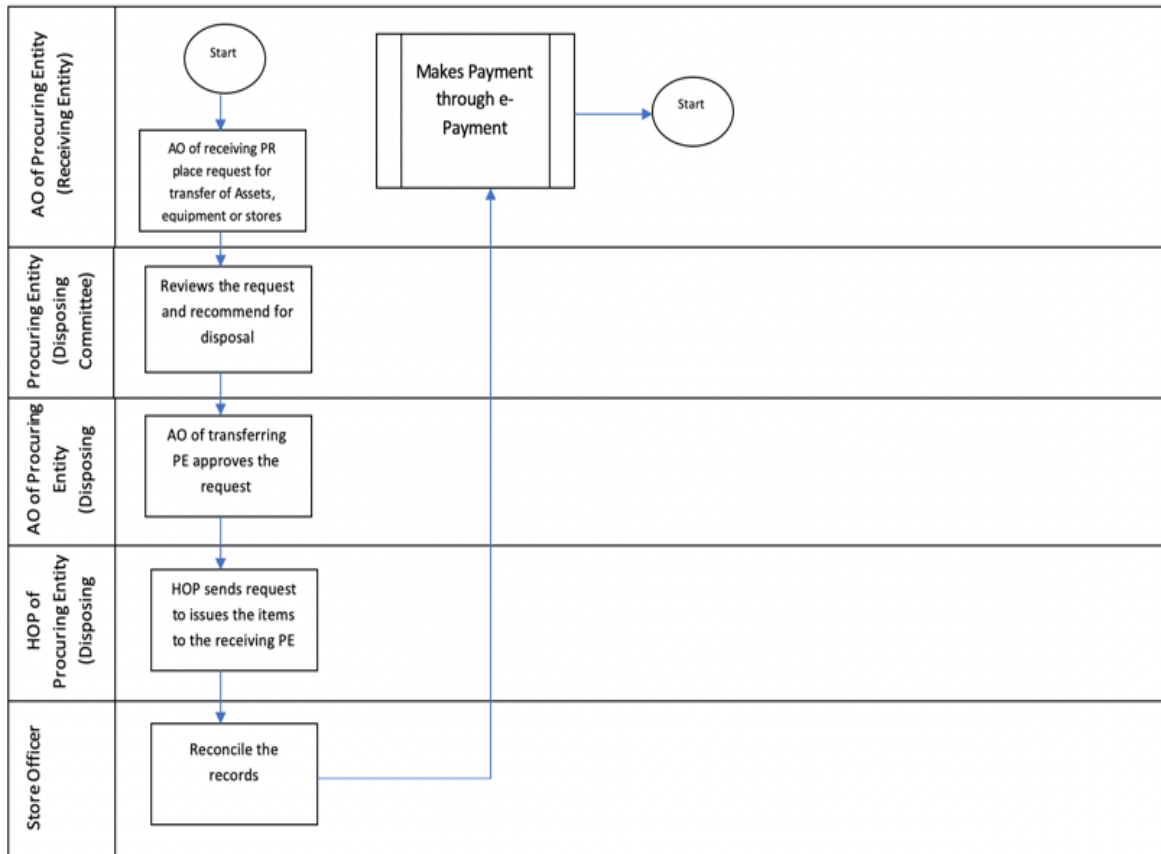 AO of Procuring Entity
(Receiving Entity)
Start
AO of receiving PR
place request for
transfer of Assets,
equipment or stores
Makes Payment
through e-
Payment
Start
Procuring Entity
(Disposing
Committee)
Reviews the request
and recommend for
disposal
AO of Procuring
Entity
(Disposing
AO of transferring
PE approves the
request
HOP of
Procuring Entity
(Disposing
HOP sends request
to issues the items
to the receiving PE
Store Officer
Reconcile the
records